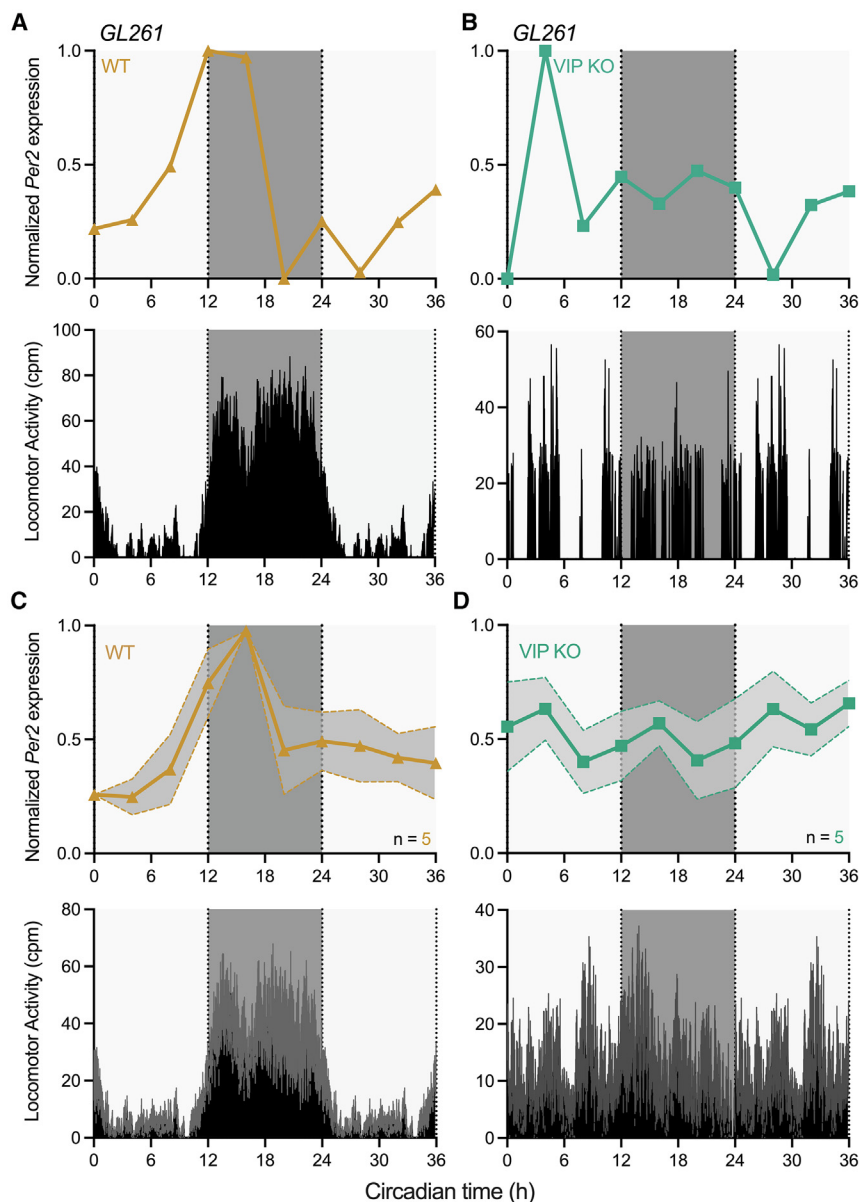 A
GL261
WT
Normalized Per2 expression
1.0
0.5
0.0
0 6 12 18 24 30 36
B
GL261
VIP KO
1.0
0.5
0.0
0 6 12 18 24 30 36
Locomotor Activity (cpm)
100
80
60
40
20
0
0 6 12 18 24 30 36
60
40
20
0
0 6 12 18 24 30 36
C
WT
Normalized Per2 expression
1.0
0.5
0.0
n = 5
0 6 12 18 24 30 36
D
VIP KO
1.0
0.5
0.0
n = 5
0 6 12 18 24 30 36
Locomotor Activity (cpm)
80
60
40
20
0
0 6 12 18 24 30 36
40
30
20
10
0
0 6 12 18 24 30 36
Circadian time (h)